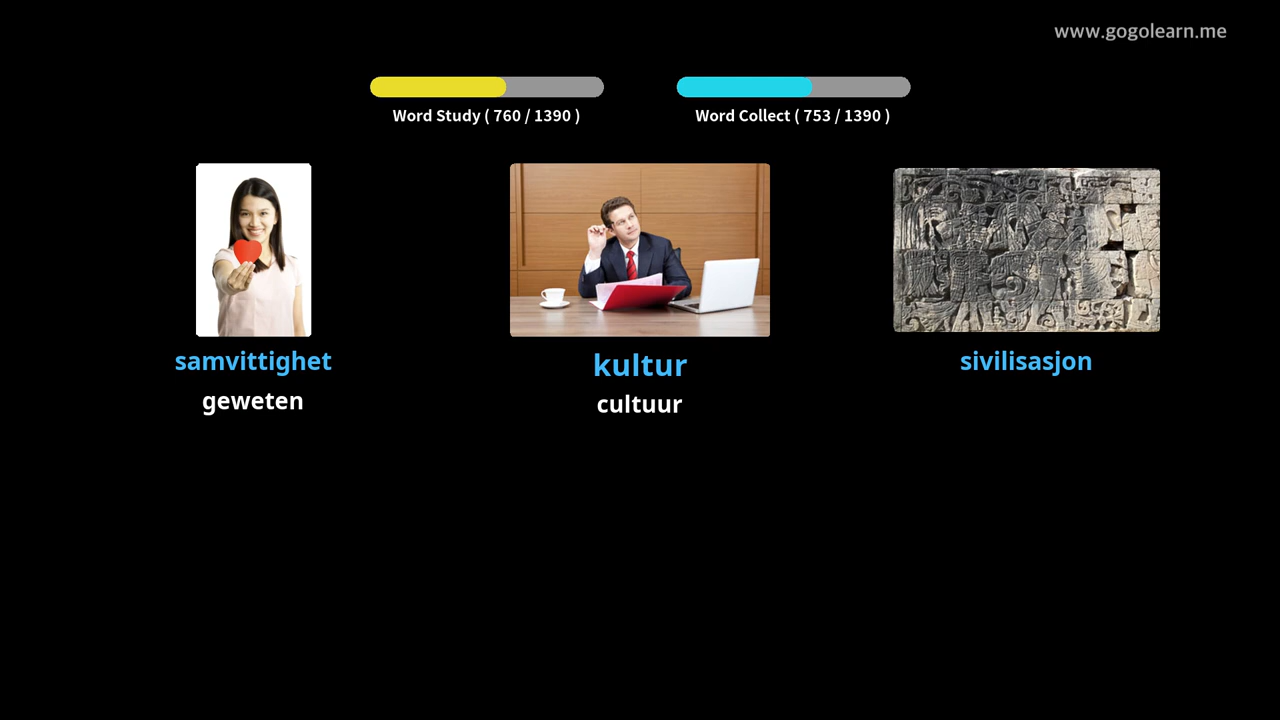 www.gogolearn.me
Word Study ( 760 / 1390 )
Word Collect ( 753 / 1390 )
samvittighet
geweten
kultur
cultuur
sivilisasjon